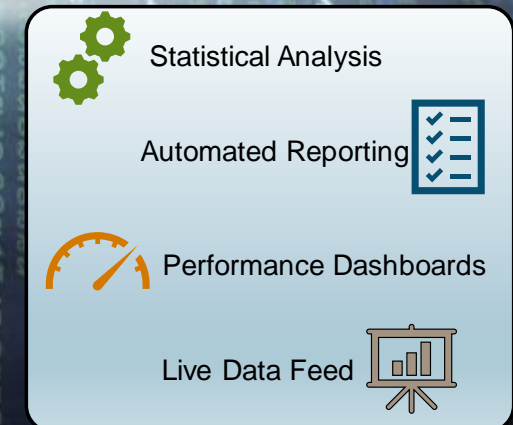 Statistical Analysis
Automated Reporting
Performance Dashboards
Live Data Feed